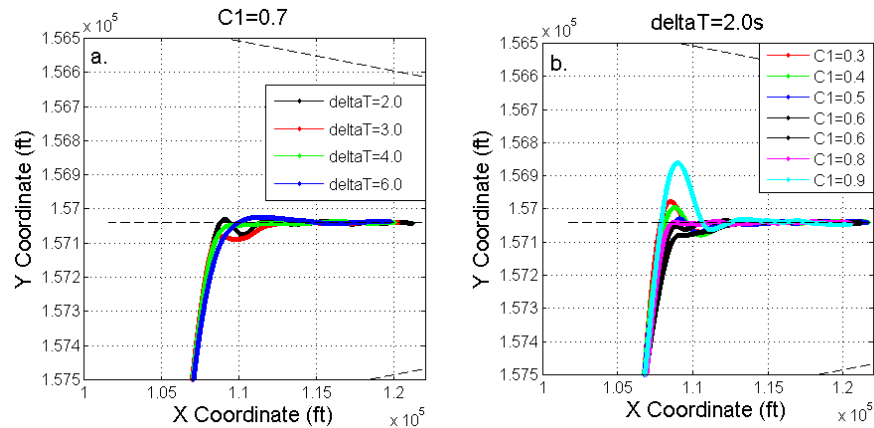 C1=0.7
x 10^5
a.
1.565
1.566
1.567
1.568
1.569
1.57
1.571
1.572
1.573
1.574
1.575
Y Coordinate (ft)
deltaT=2.0
deltaT=3.0
deltaT=4.0
deltaT=6.0
1
1.05
1.1
1.15
1.2
X Coordinate (ft)
x 10^5
deltaT=2.0s
x 10^5
b.
1.565
1.566
1.567
1.568
1.569
1.57
1.571
1.572
1.573
1.574
1.575
Y Coordinate (ft)
C1=0.3
C1=0.4
C1=0.5
C1=0.6
C1=0.6
C1=0.8
C1=0.9
1
1.05
1.1
1.15
1.2
X Coordinate (ft)
x 10^5